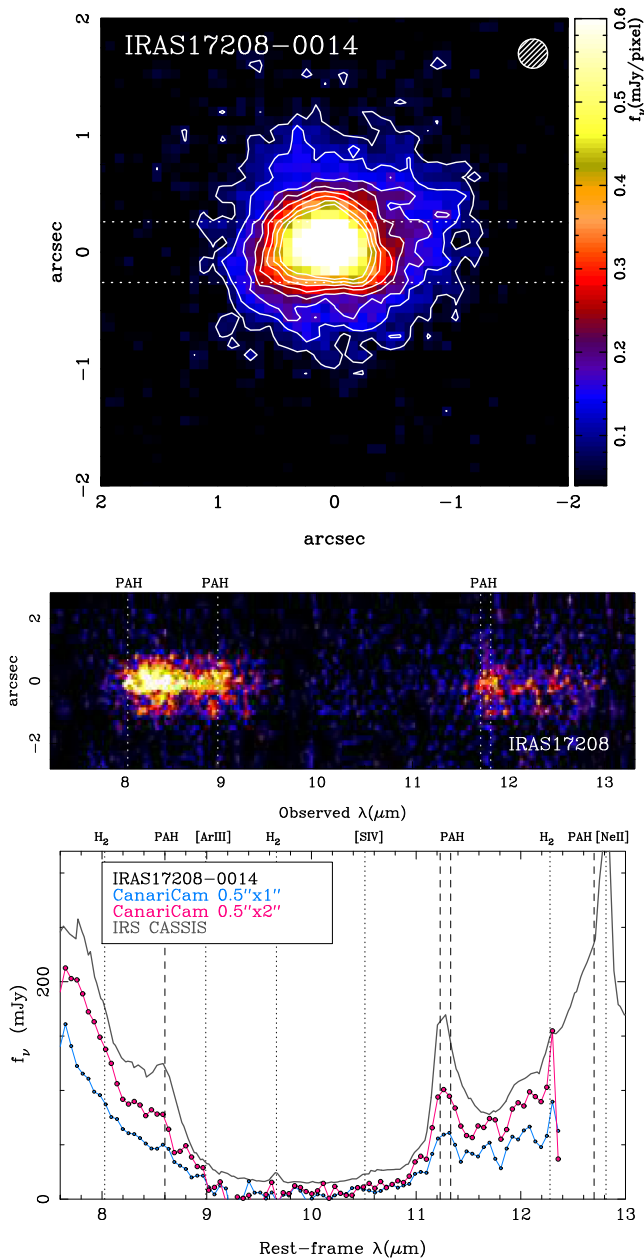 IRAS17208-0014
2
1
0
−1
−2
arcsec
2 1 0 -1 -2
arcsec
0.6
0.5
0.4
0.3
0.2
0.1
fν(mJy/pixel)
PAH PAH PAH
2
0
−2
arcsec
IRAS17208
8 9 10 11 12 13
Observed λ(μm)
H2 PAH [ArIII] H2 [SIV] PAH H2 PAH [NeII]
IRAS17208-0014
CanariCam 0.5"x1"
CanariCam 0.5"x2"
IRS CASSIS
200
100
0
fν (mJy)
8 9 10 11 12 13
Rest-frame λ(μm)